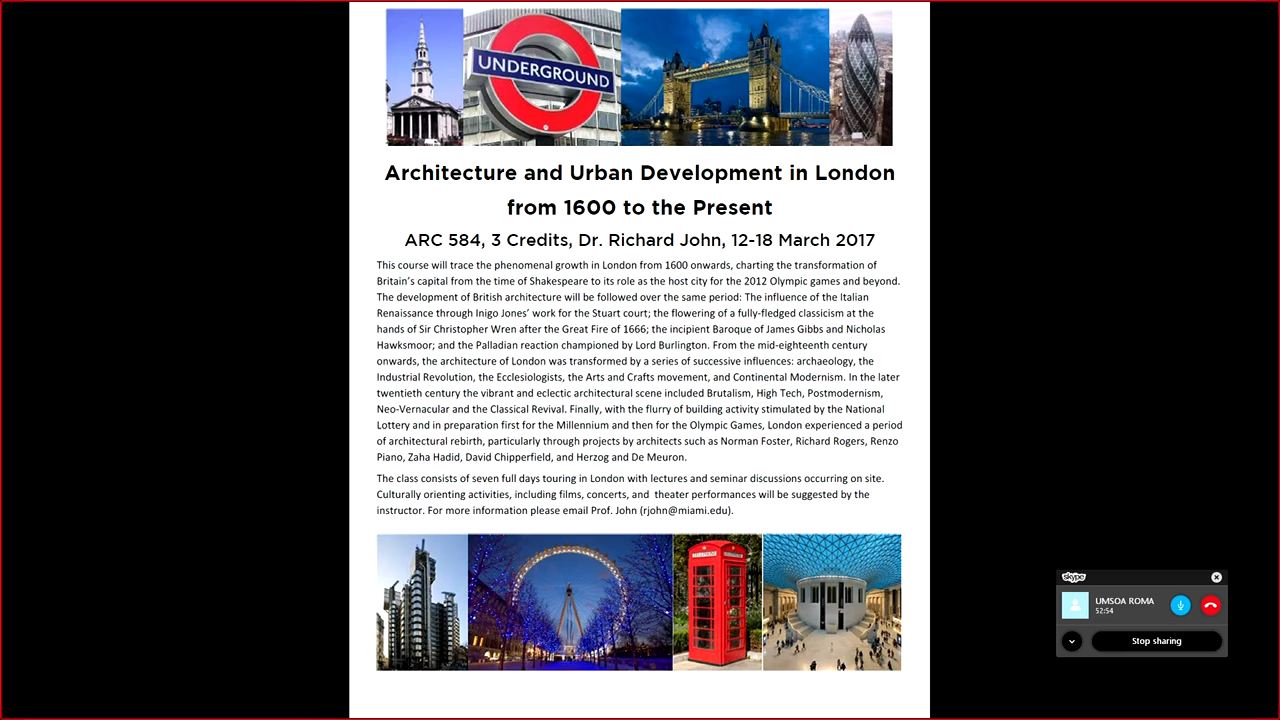 UNDERGROUND
Architecture and Urban Development in London
from 1600 to the Present
ARC 584, 3 Credits, Dr. Richard John, 12-18 March 2017
This course will trace the phenomenal growth in London from 1600 onwards, charting the transformation of
Britain's capital from the time of Shakespeare to its role as the host city for the 2012 Olympic games and beyond.
The development of British architecture will be followed over the same period: The influence of the Italian
Renaissance through Inigo Jones' work for the Stuart court; the flowering of a fully-fledged classicism at the
hands of Sir Christopher Wren after the Great Fire of 1666; the incipient Baroque of James Gibbs and Nicholas
Hawksmoor; and the Palladian reaction championed by Lord Burlington. From the mid-eighteenth century
onwards, the architecture of London was transformed by a series of successive influences: archaeology, the
Industrial Revolution, the Ecclesiologists, the Arts and Crafts movement, and Continental Modernism. In the later
twentieth century the vibrant and eclectic architectural scene included Brutalism, High Tech, Postmodernism,
Neo-Vernacular and the Classical Revival. Finally, with the flurry of building activity stimulated by the National
Lottery and in preparation first for the Millennium and then for the Olympic Games, London experienced a period
of architectural rebirth, particularly through projects by architects such as Norman Foster, Richard Rogers, Renzo
Piano, Zaha Hadid, David Chipperfield, and Herzog and De Meuron.
The class consists of seven full days touring in London with lectures and seminar discussions occurring on site.
Culturally orienting activities, including films, concerts, and theater performances will be suggested by the
instructor. For more information please email Prof. John (rjohn@miami.edu).
TELEPHONE
skype
UMSOA ROMA
52:54
Stop sharing